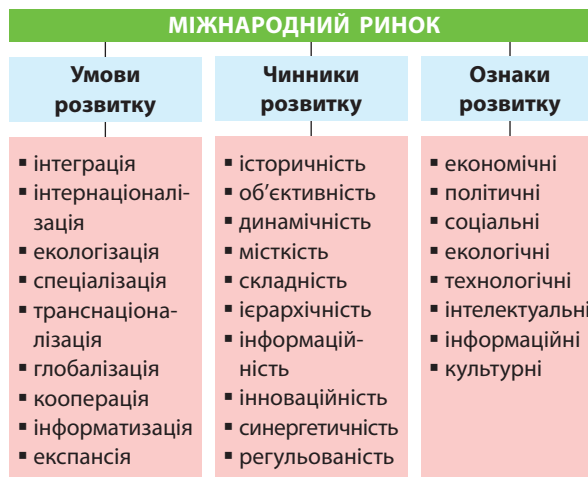 МІЖНАРОДНИЙ РИНОК
Умови
розвитку
▪ інтеграція
▪ інтернаціоналі-
зація
▪ екологізація
▪ спеціалізація
▪ транснаціона-
лізація
▪ глобалізація
▪ кооперація
▪ інформатизація
▪ експансія
Чинники
розвитку
▪ історичність
▪ об’єктивність
▪ динамічність
▪ місткість
▪ складність
▪ ієрархічність
▪ інформацій-
ність
▪ інноваційність
▪ синергетичність
▪ регульованість
Ознаки
розвитку
▪ економічні
▪ політичні
▪ соціальні
▪ екологічні
▪ технологічні
▪ інтелектуальні
▪ інформаційні
▪ культурні